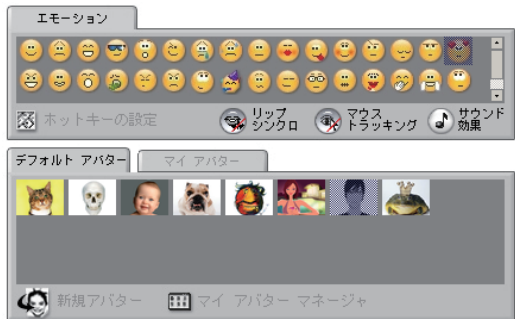 エモーション
ホットキーの設定
リップ
シンクロ
マウス
トラッキング
サウンド
効果
デフォルト アバター
マイ アバター
新規アバター
マイ アバター マネージャ